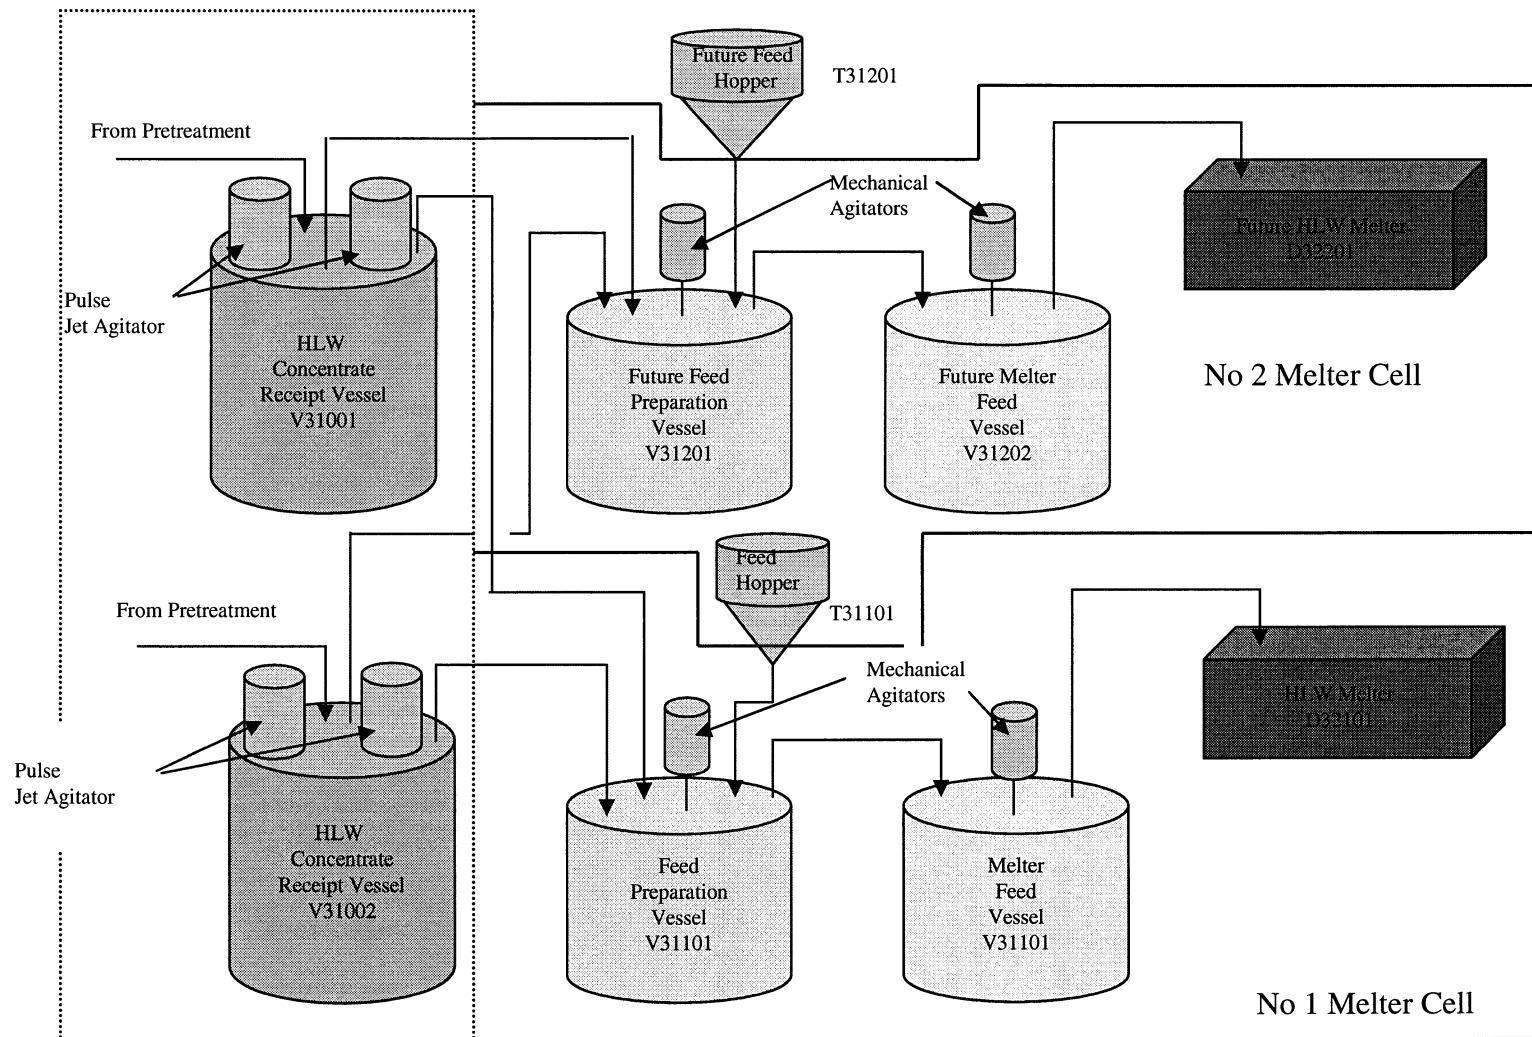 Future Feed
Hopper
T31201
From Pretreatment
Mechanical
Agitators
Future HLW Melter
D32201
Pulse
Jet Agitator
HLW
Concentrate
Receipt Vessel
V31001
Future Feed
Preparation
Vessel
V31201
Future Melter
Feed
Vessel
V31202
No 2 Melter Cell
Feed
Hopper
T31101
From Pretreatment
Mechanical
Agitators
HLW Melter
D32101
Pulse
Jet Agitator
HLW
Concentrate
Receipt Vessel
V31002
Feed
Preparation
Vessel
V31101
Melter
Feed
Vessel
V31101
No 1 Melter Cell